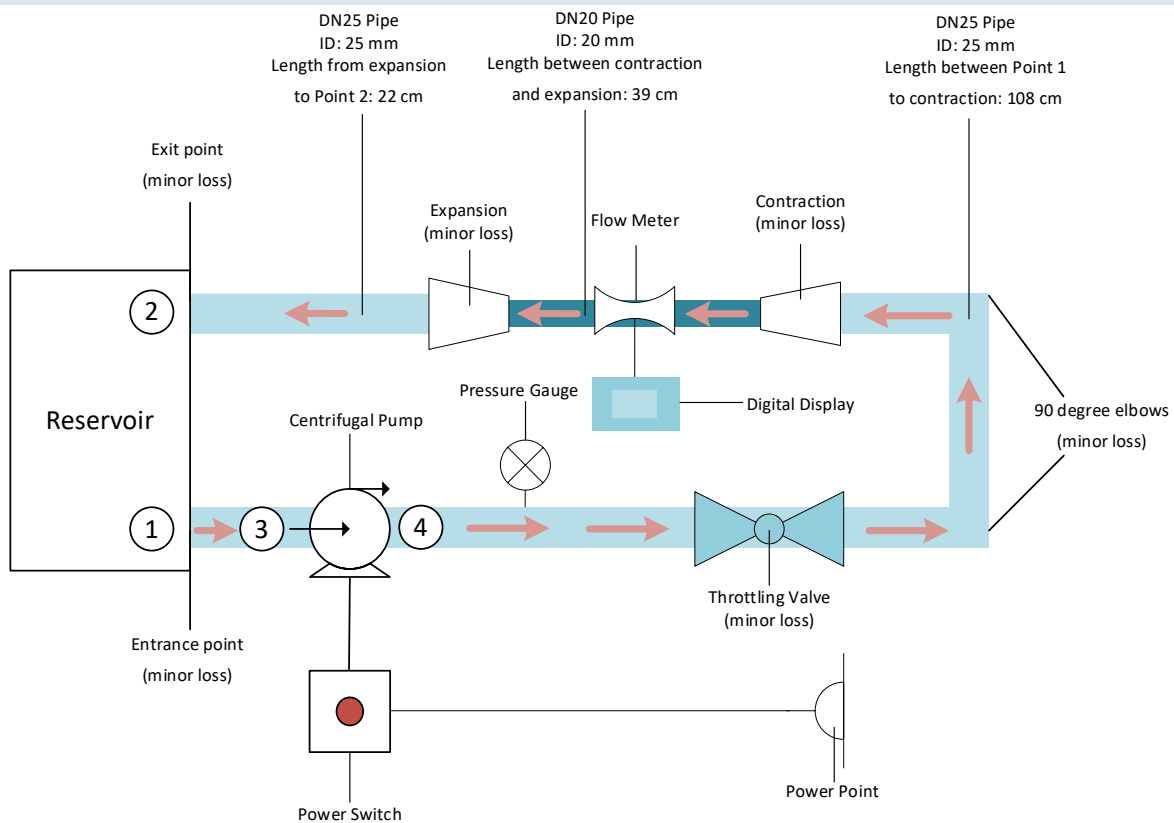 DN25 Pipe
ID: 25 mm
Length from expansion
to Point 2: 22 cm
DN20 Pipe
ID: 20 mm
Length between contraction
and expansion: 39 cm
DN25 Pipe
ID: 25 mm
Length between Point 1
to contraction: 108 cm
Exit point
(minor loss)
Expansion
(minor loss)
Flow Meter
Contraction
(minor loss)
2
Reservoir
Pressure Gauge
Digital Display
90 degree elbows
(minor loss)
Centrifugal Pump
1
3
4
Throttling Valve
(minor loss)
Entrance point
(minor loss)
Power Point
Power Switch